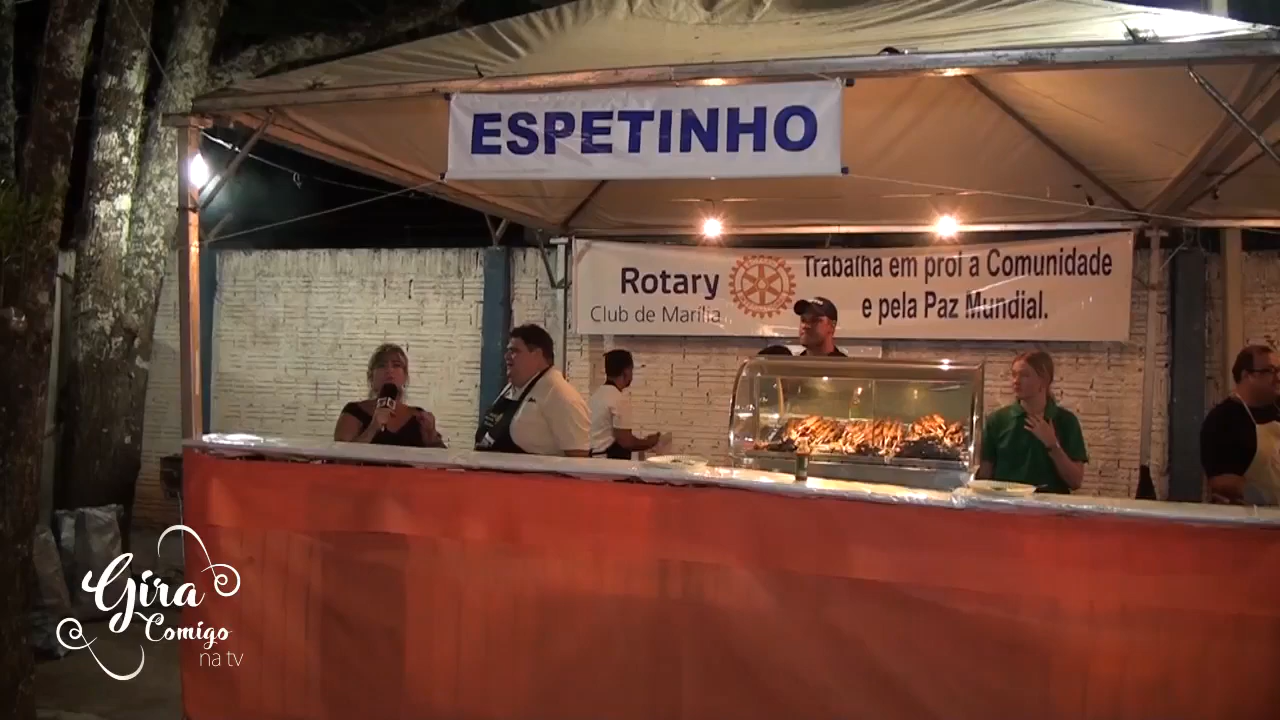 ESPETINHO
Rotary
Club de Marília
Trabalha em prol a Comunidade
e pela Paz Mundial.
Gira
Comigo
na tv